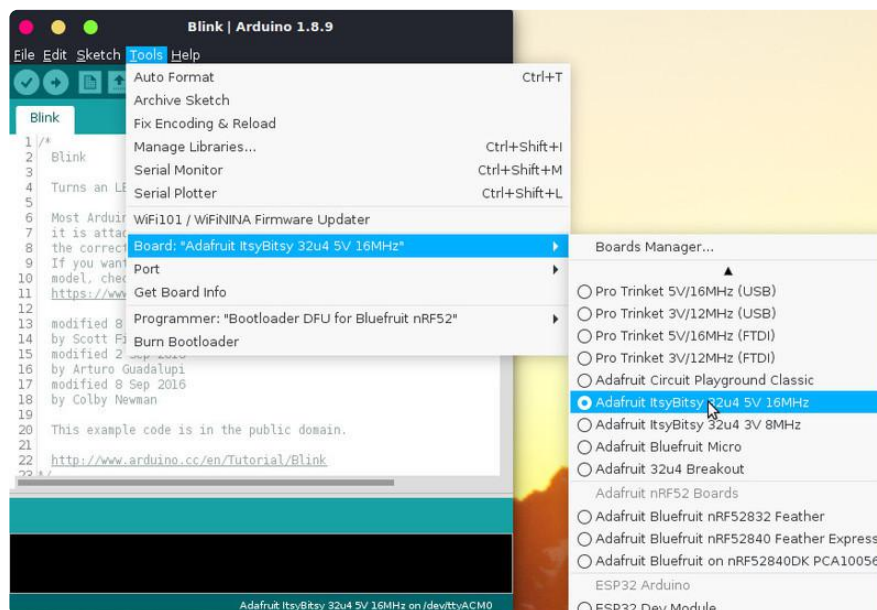 Blink | Arduino 1.8.9
File Edit Sketch Tools Help
Blink
Auto Format Ctrl+T
Archive Sketch
Fix Encoding & Reload
Manage Libraries... Ctrl+Shift+I
Serial Monitor Ctrl+Shift+M
Serial Plotter Ctrl+Shift+L
WiFi101 / WiFiNINA Firmware Updater
Board: "Adafruit ItsyBitsy 32u4 5V 16MHz"
Port
Get Board Info
Programmer: "Bootloader DFU for Bluefruit nRF52"
Burn Bootloader
Boards Manager...
Pro Trinket 5V/16MHz (USB)
Pro Trinket 3V/12MHz (USB)
Pro Trinket 5V/16MHz (FTDI)
Pro Trinket 3V/12MHz (FTDI)
Adafruit Circuit Playground Classic
Adafruit ItsyBitsy 32u4 5V 16MHz
Adafruit ItsyBitsy 32u4 3V 8MHz
Adafruit Bluefruit Micro
Adafruit 32u4 Breakout
Adafruit nRF52 Boards
Adafruit Bluefruit nRF52832 Feather
Adafruit Bluefruit nRF52840 Feather Express
Adafruit Bluefruit on nRF52840DK PCA10056
ESP32 Arduino
ESP32 Dev Module
1 /*
2 Blink
3
4 Turns an
5
6 Most
7 it is
8 the correct
9 If you want
10 model,
11 https://www
12
13 modified 8
14 by Scott
15 modified 2 Sep 2016
16 by Arturo Guadalupi
17 modified 8 Sep 2016
18 by Colby Newman
19
20 This example code is in the public domain.
21
22 http://www.arduino.cc/en/Tutorial/Blink
23 */
Adafruit ItsyBitsy 32u4 5V 16MHz on /dev/ttyACM0